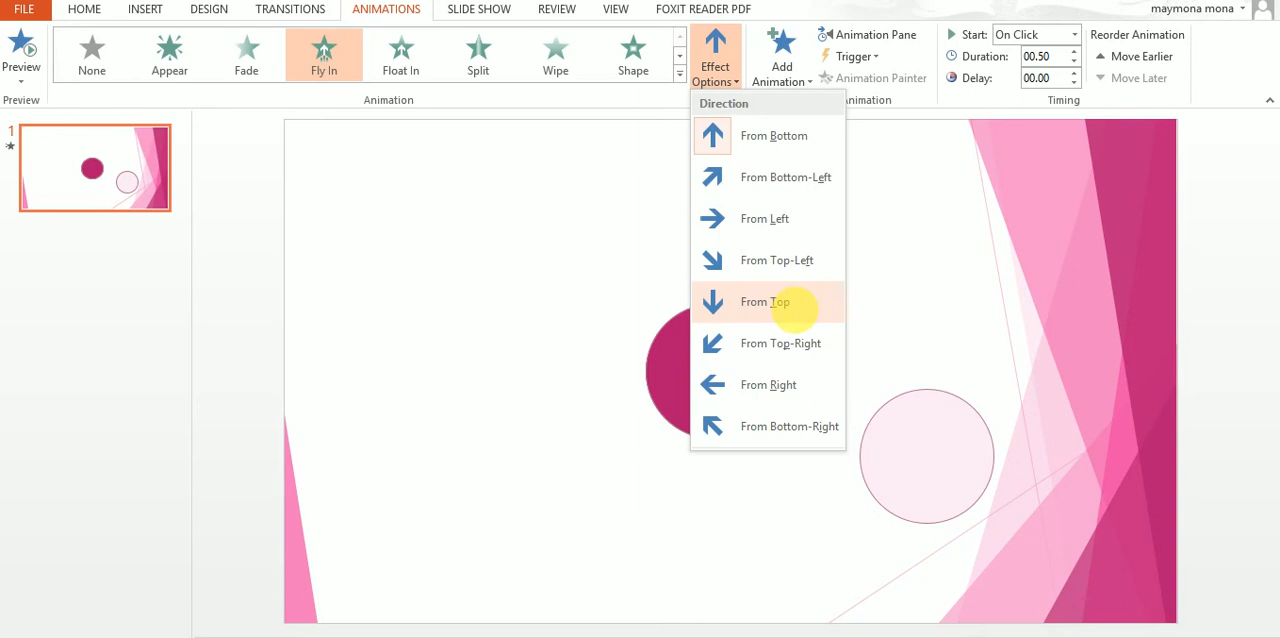 FILE HOME INSERT DESIGN TRANSITIONS ANIMATIONS SLIDE SHOW REVIEW VIEW FOXIT READER PDF maymona mona
Preview
None Appear Fade Fly In Float In Split Wipe Shape
Effect Options
Add Animation
Animation Pane
Trigger
Animation Painter
Start: On Click
Duration: 00.50
Delay: 00.00
Reorder Animation
Move Earlier
Move Later
Preview Animation nimation Timing
Direction
From Bottom
From Bottom-Left
From Left
From Top-Left
From Top
From Top-Right
From Right
From Bottom-Right
1